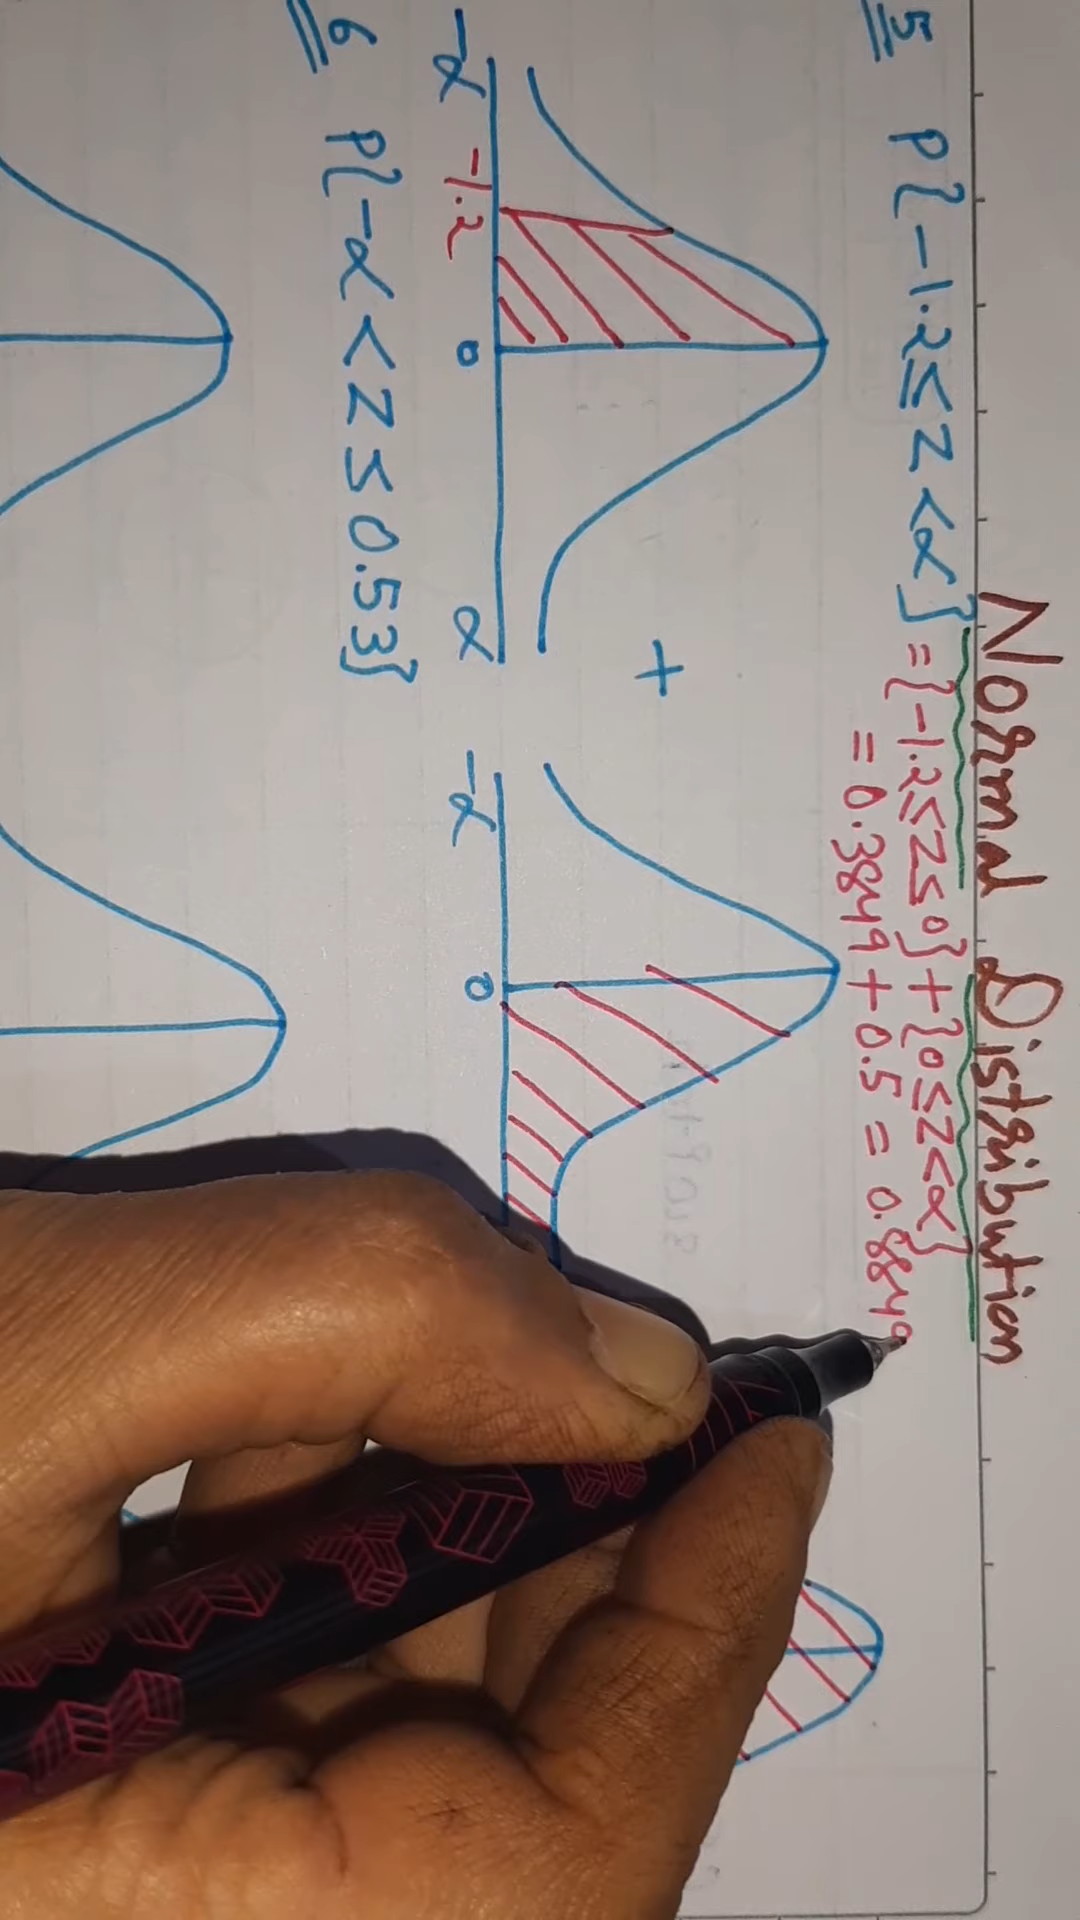 Normal Distribution
5 P{-1.2≤Z<α} = {-1.2≤Z≤0} + {0≤Z<α}
= 0.3849 + 0.5 = 0.8849
-α -1.2 0 α + -α 0
6 P{-α<Z≤0.53}